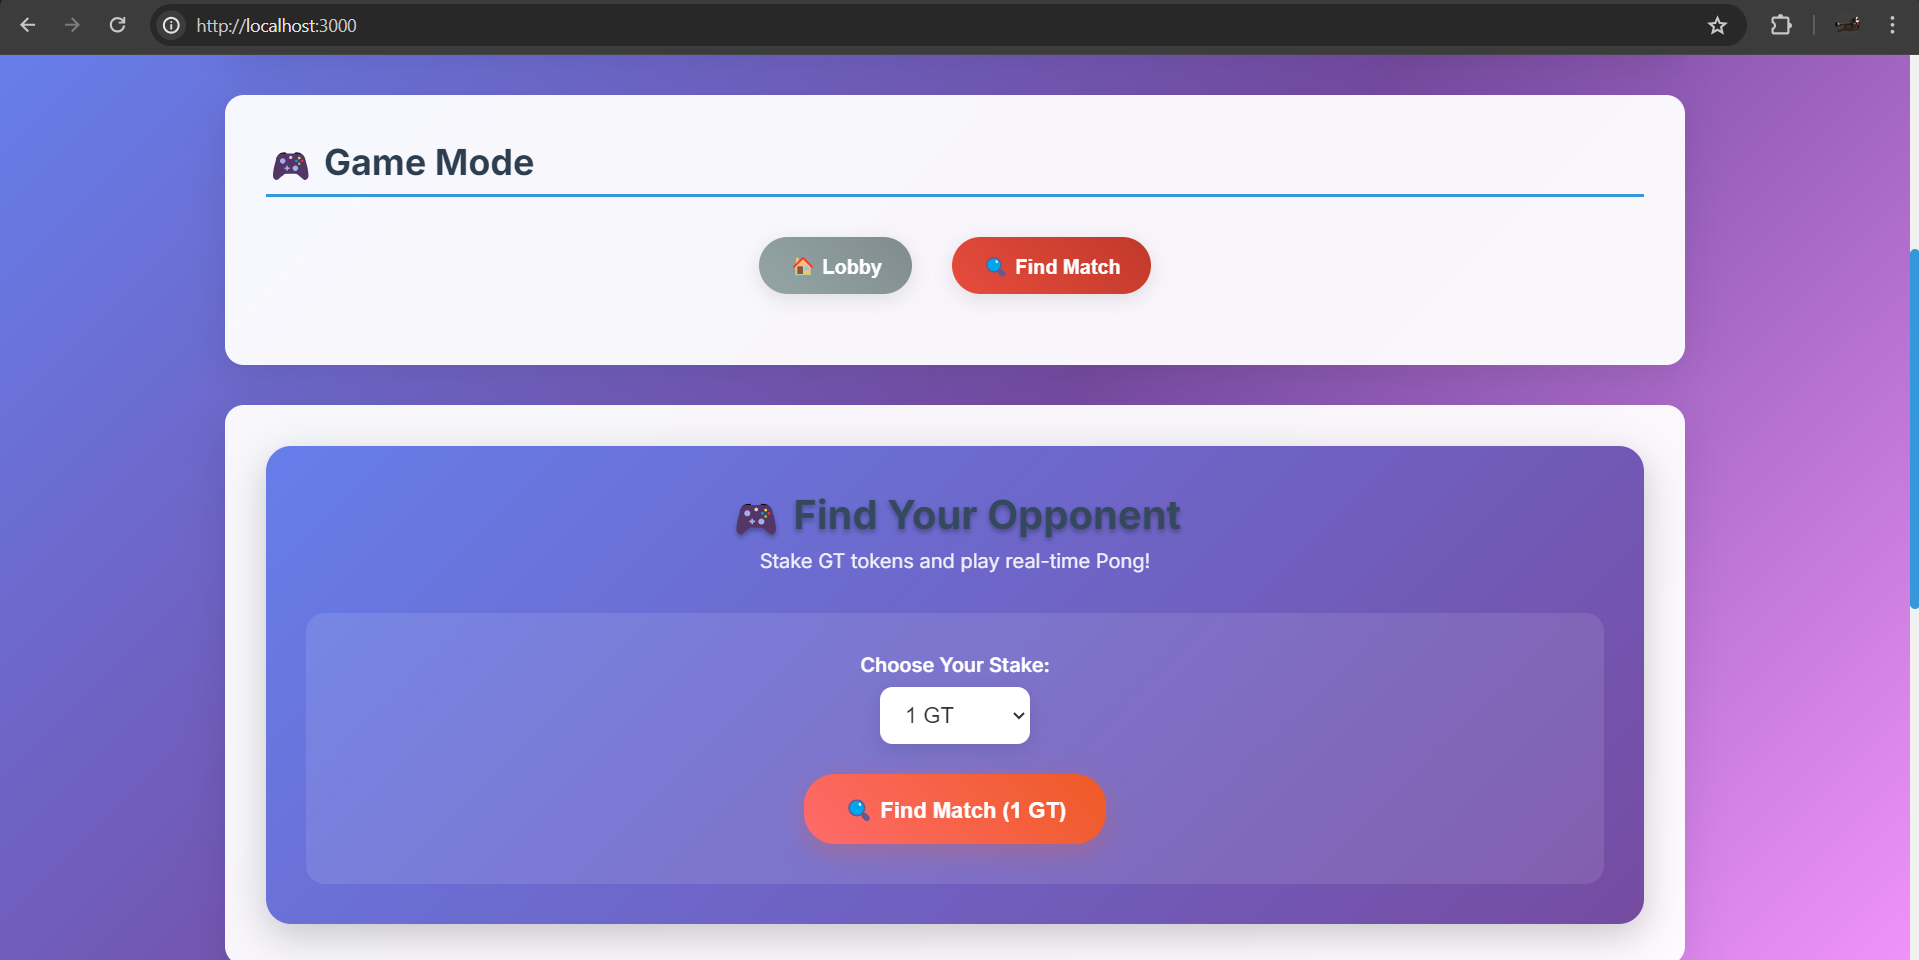 http://localhost:3000
Game Mode
Lobby
Find Match
Find Your Opponent
Stake GT tokens and play real-time Pong!
Choose Your Stake:
1 GT
Find Match (1 GT)